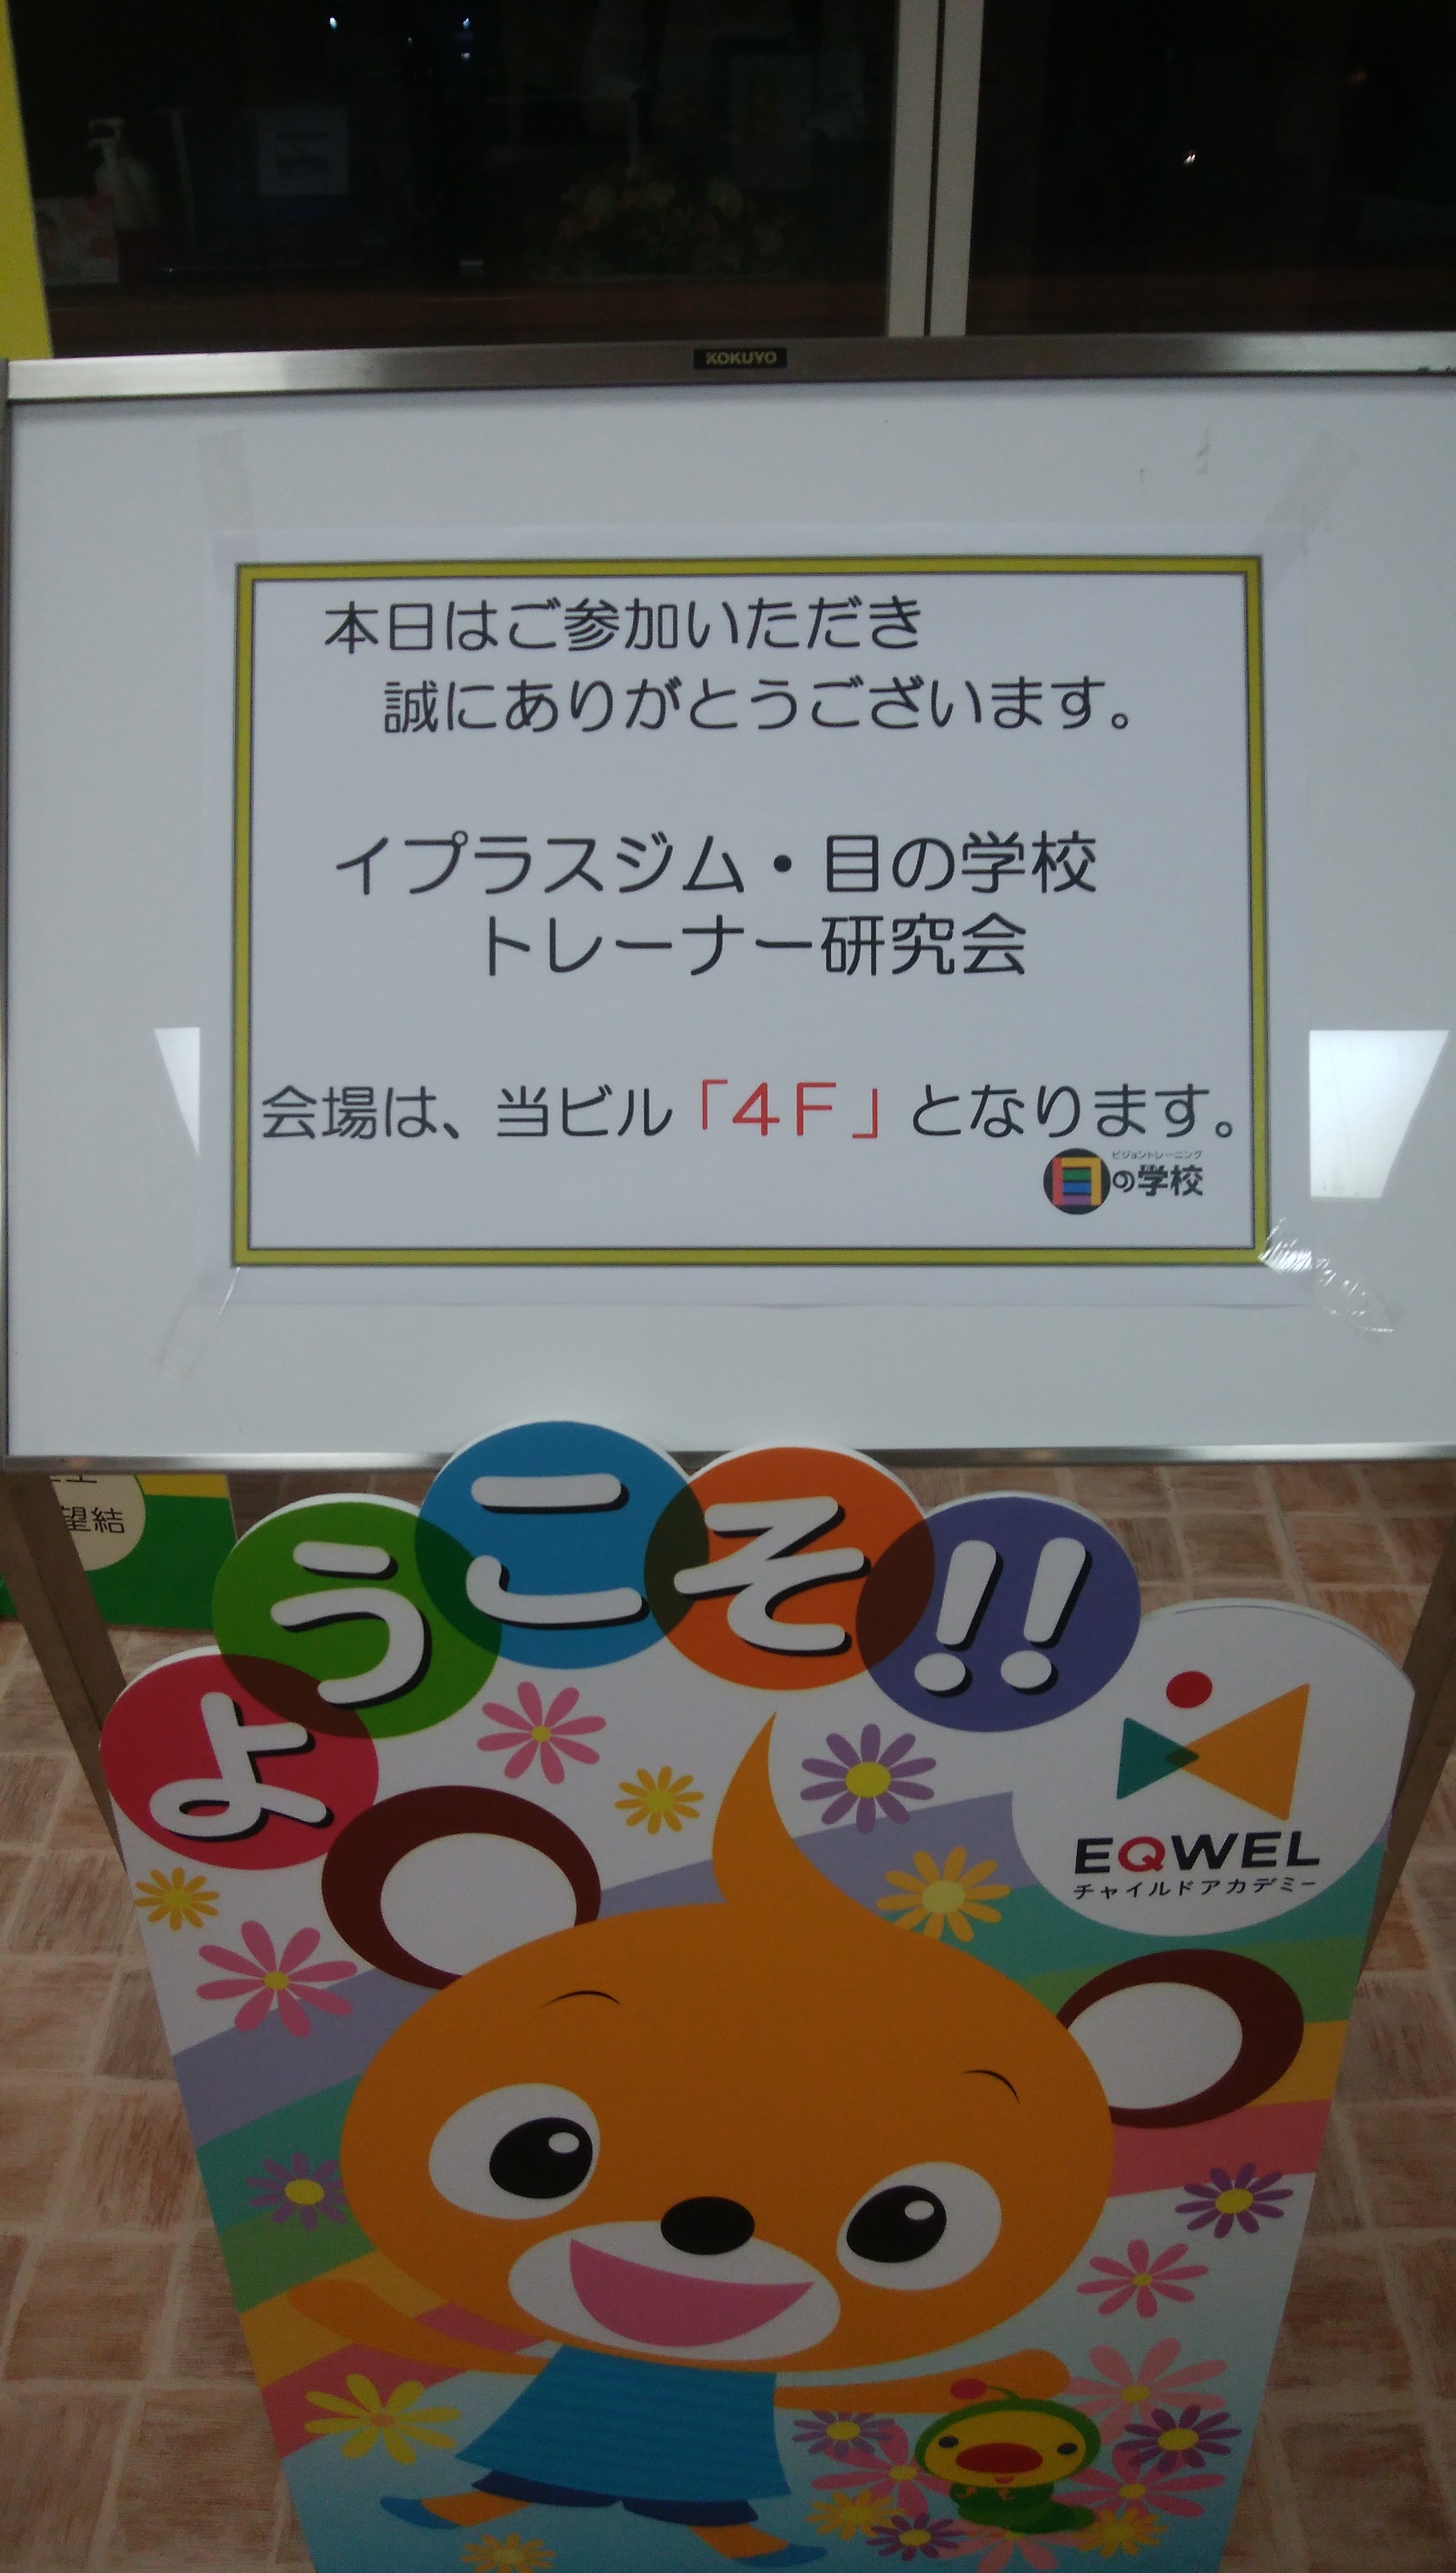 KOKUYO
本日はご参加いただき
誠にありがとうございます。
イプラスジム・目の学校
トレーナー研究会
会場は、当ビル「4F」となります。
ビジョントレーニング
目の学校
望結
ようこそ!!
EQWEL
チャイルドアカデミー